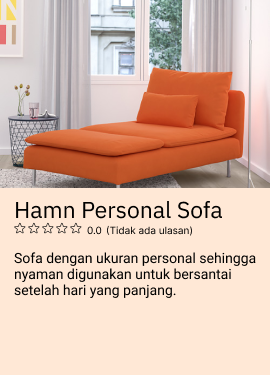 Hamn Personal Sofa
0.0 (Tidak ada ulasan)
Sofa dengan ukuran personal sehingga
nyaman digunakan untuk bersantai
setelah hari yang panjang.